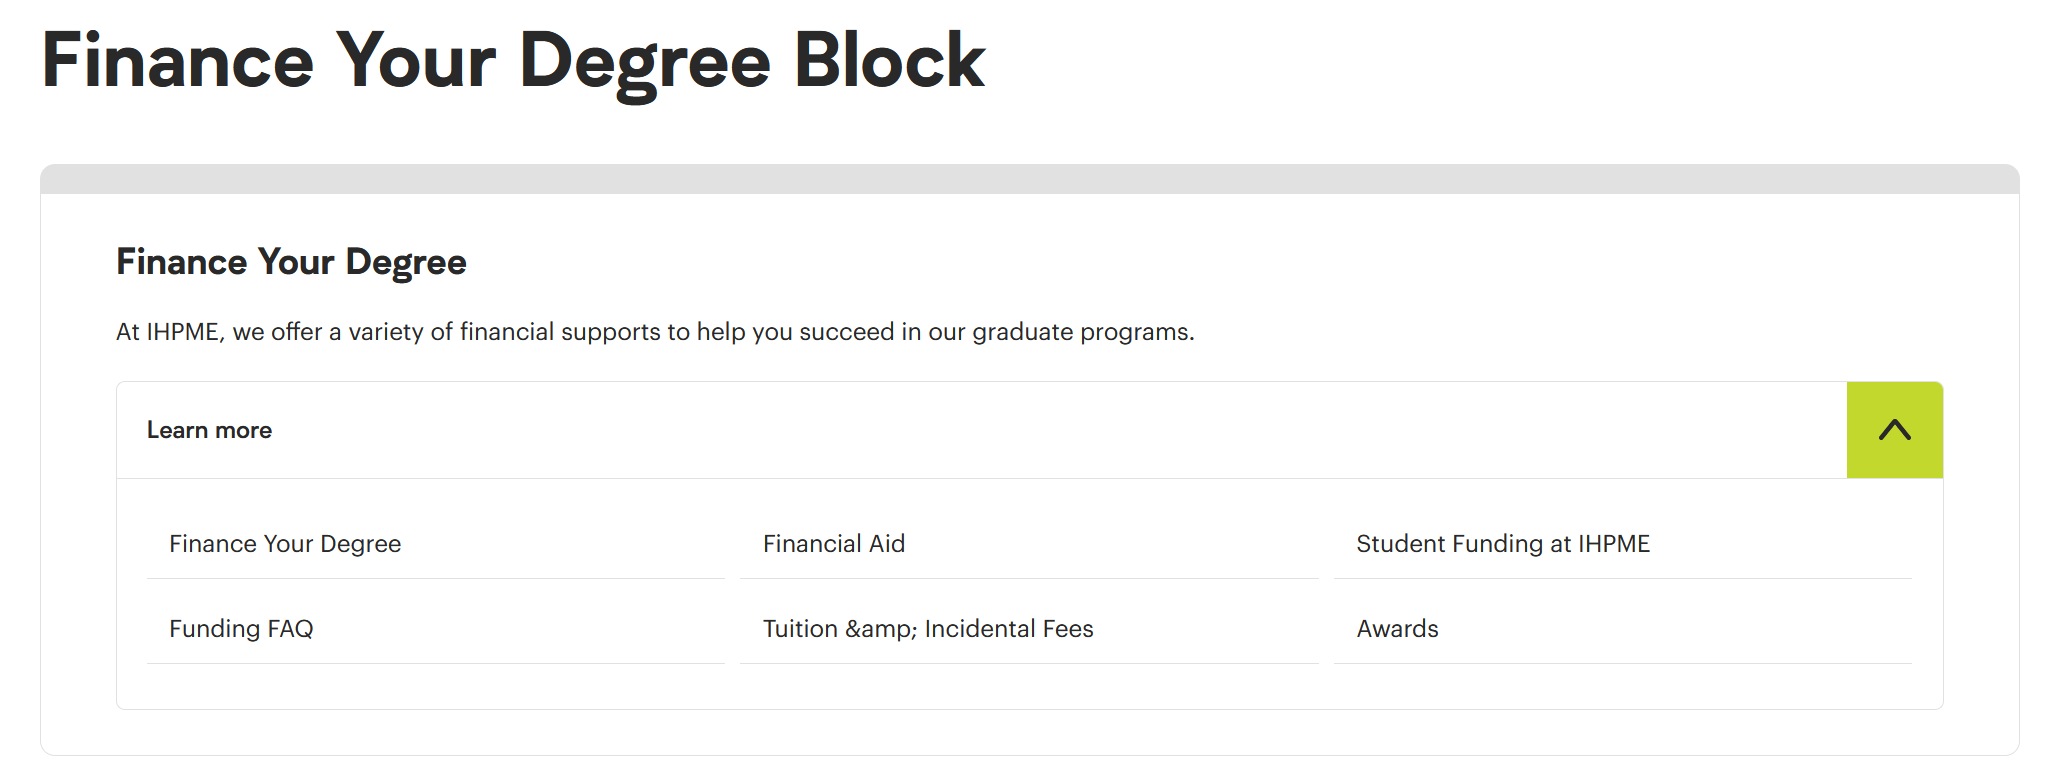 Finance Your Degree Block
Finance Your Degree
At IHPME, we offer a variety of financial supports to help you succeed in our graduate programs.
Learn more
Finance Your Degree
Financial Aid
Student Funding at IHPME
Funding FAQ
Tuition &amp; Incidental Fees
Awards